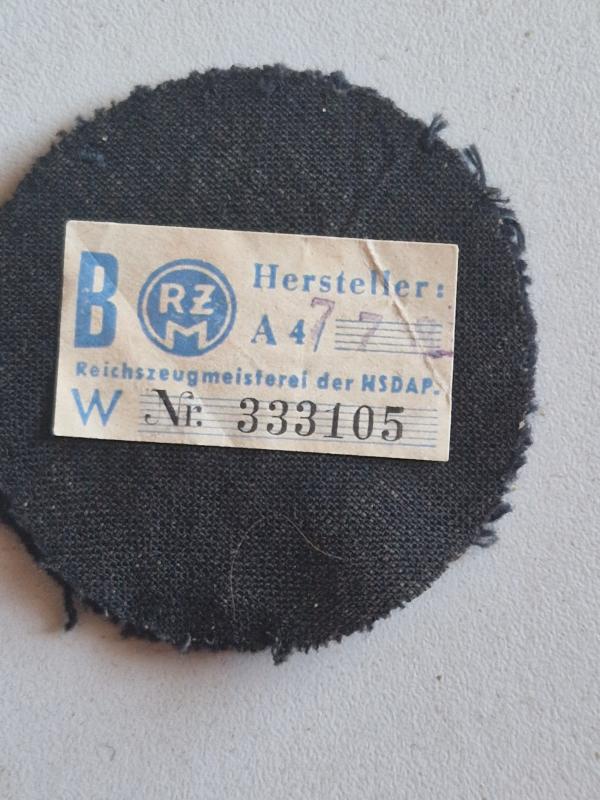 B RZM Hersteller:
A 4
Reichszeugmeisterei der NSDAP.
W Nr. 333105